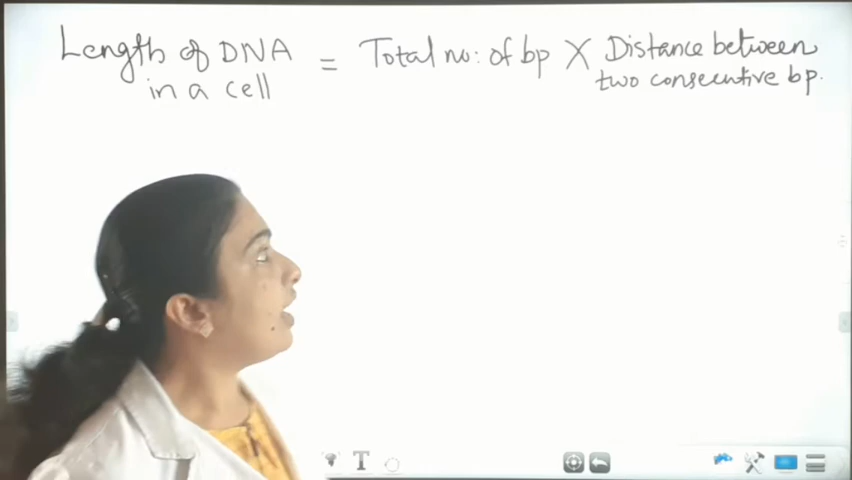 Length of DNA = Total no: of bp X Distance between
in a cell two consecutive bp.
T